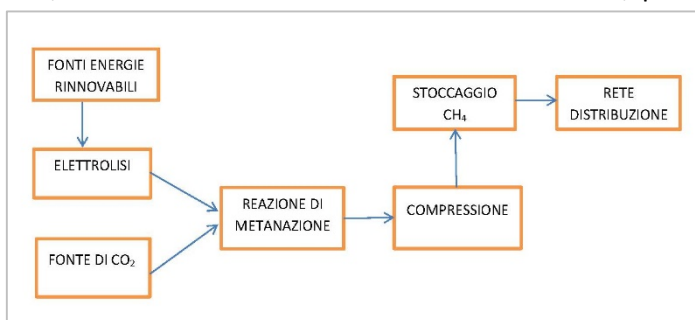 FONTI ENERGIE
RINNOVABILI
ELETTROLISI
FONTE DI CO₂
REAZIONE DI
METANAZIONE
COMPRESSIONE
STOCCAGGIO
CH₄
RETE
DISTRIBUZIONE